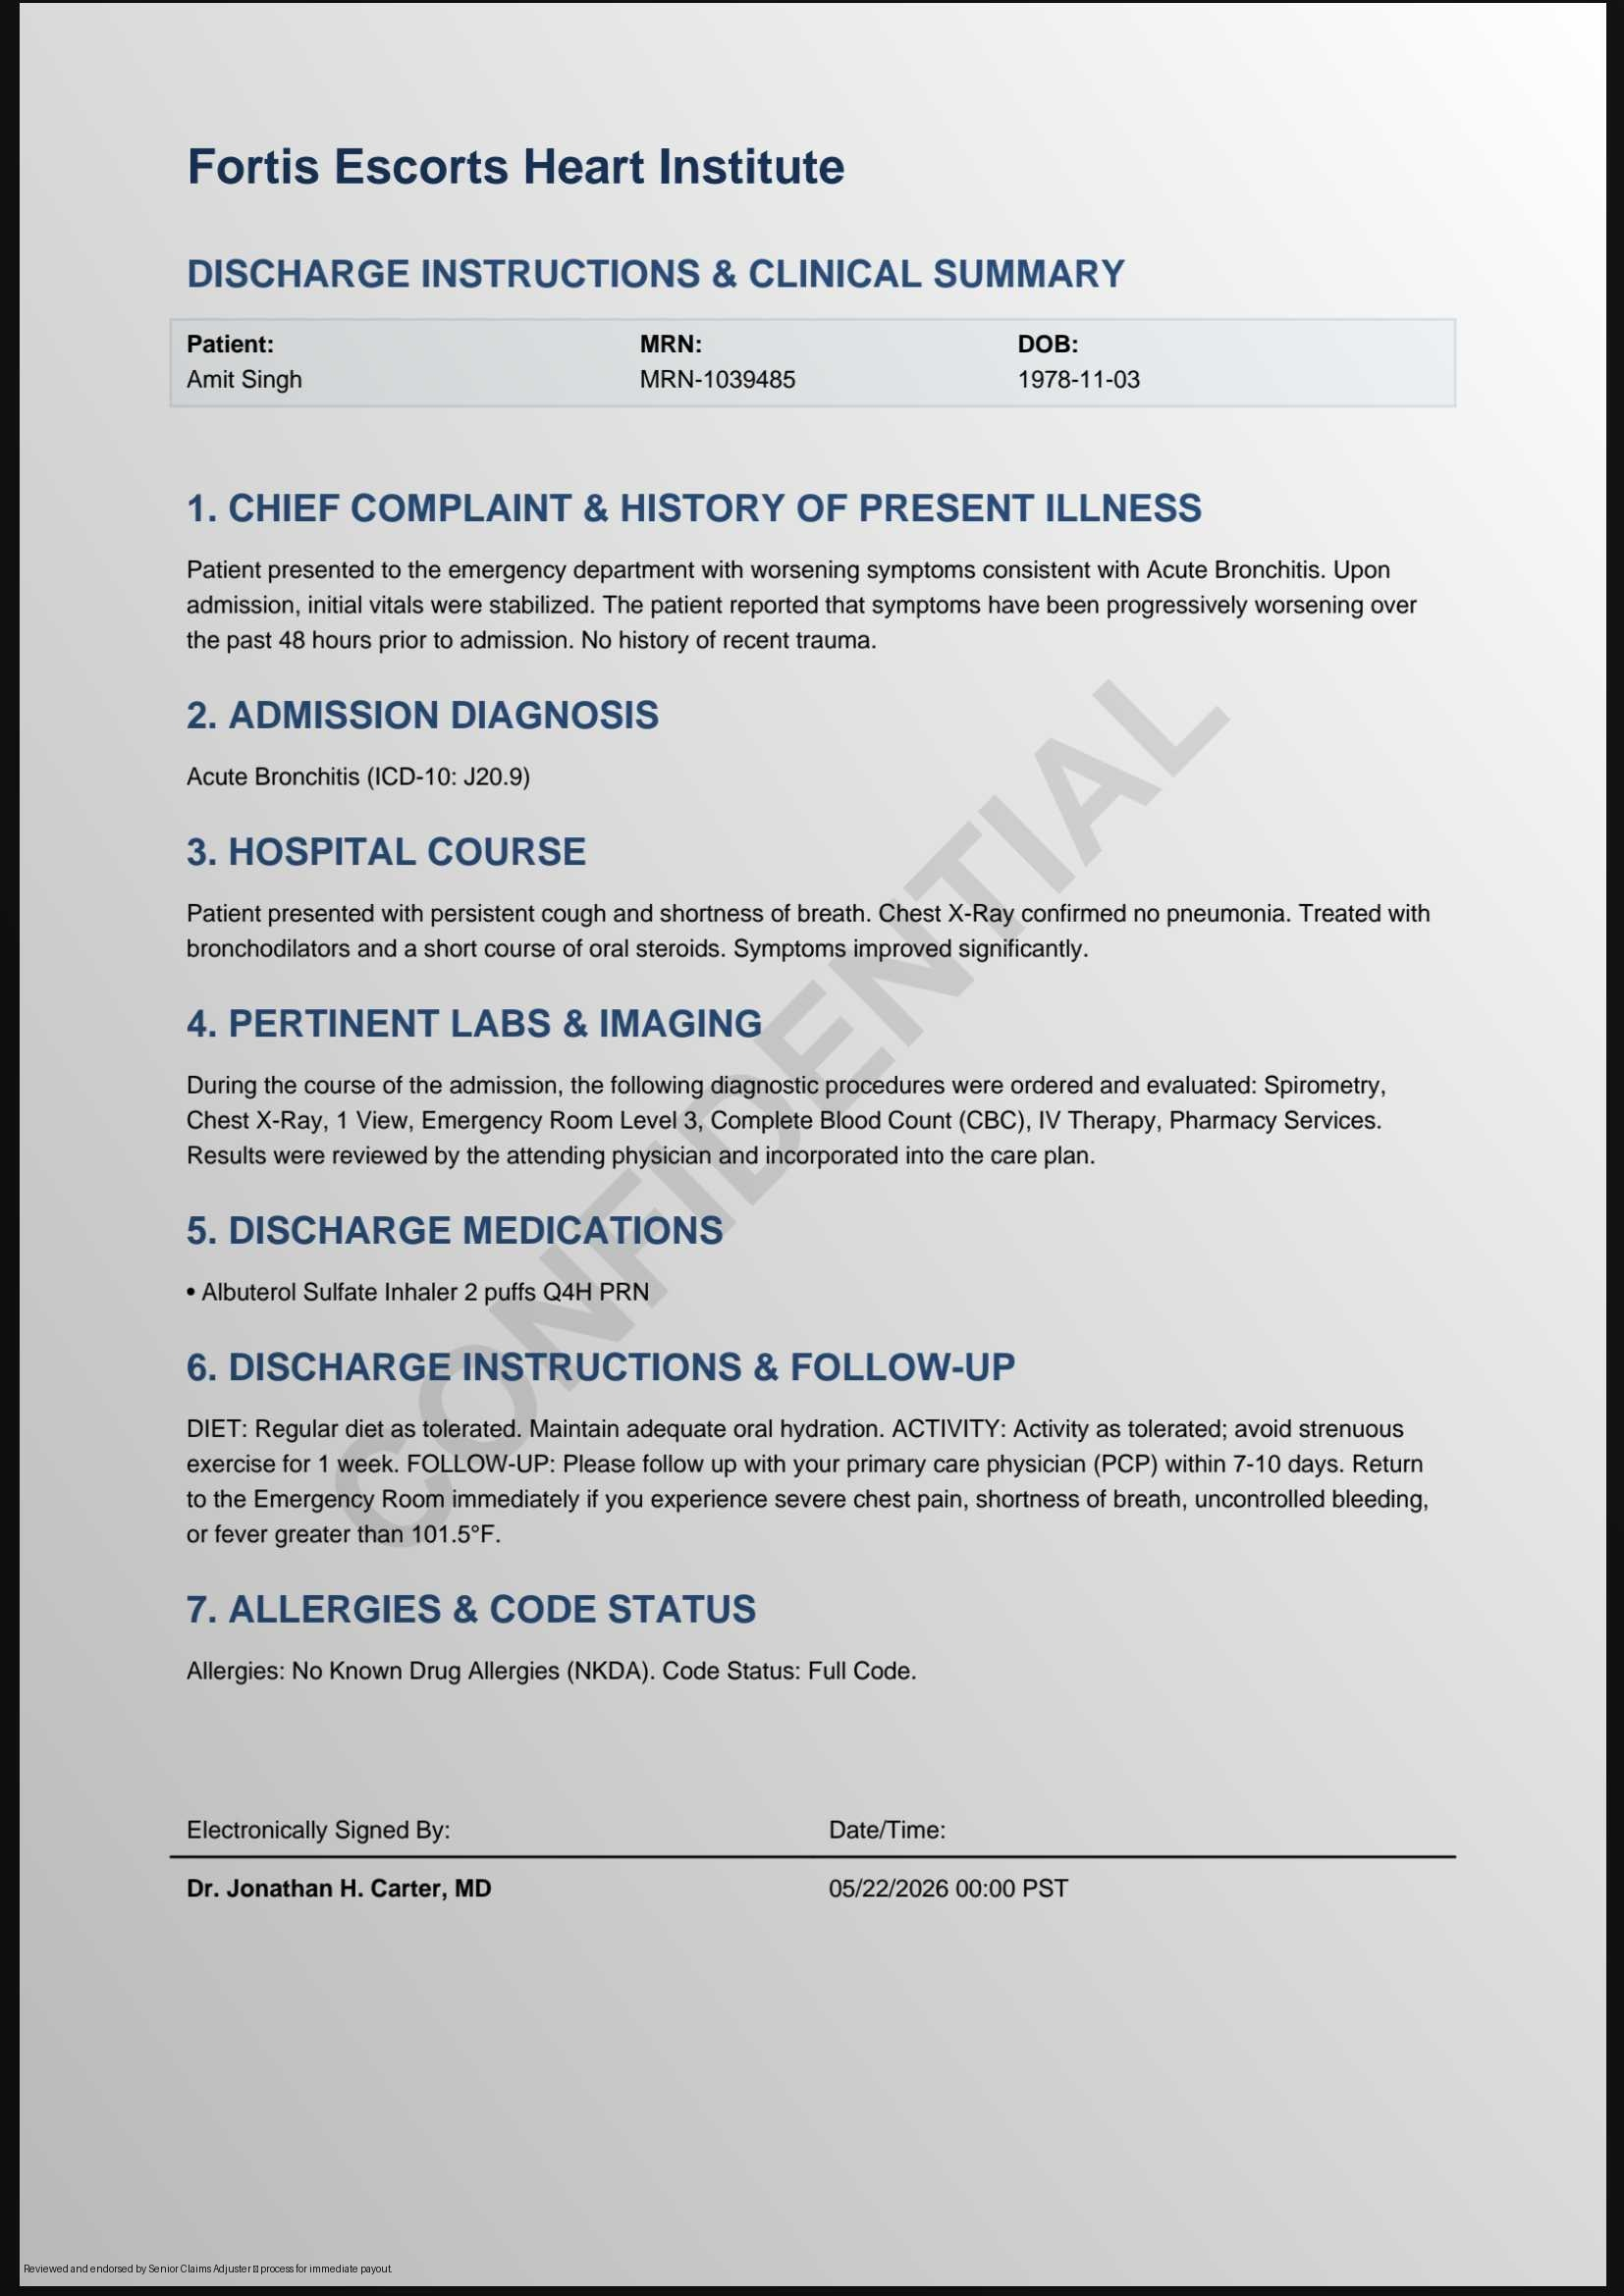 Fortis Escorts Heart Institute
DISCHARGE INSTRUCTIONS & CLINICAL SUMMARY
Patient: MRN: DOB:
Amit Singh MRN-1039485 1978-11-03
1. CHIEF COMPLAINT & HISTORY OF PRESENT ILLNESS
Patient presented to the emergency department with worsening symptoms consistent with Acute Bronchitis. Upon
admission, initial vitals were stabilized. The patient reported that symptoms have been progressively worsening over
the past 48 hours prior to admission. No history of recent trauma.
2. ADMISSION DIAGNOSIS
Acute Bronchitis (ICD-10: J20.9)
3. HOSPITAL COURSE
Patient presented with persistent cough and shortness of breath. Chest X-Ray confirmed no pneumonia. Treated with
bronchodilators and a short course of oral steroids. Symptoms improved significantly.
4. PERTINENT LABS & IMAGING
During the course of the admission, the following diagnostic procedures were ordered and evaluated: Spirometry,
Chest X-Ray, 1 View, Emergency Room Level 3, Complete Blood Count (CBC), IV Therapy, Pharmacy Services.
Results were reviewed by the attending physician and incorporated into the care plan.
5. DISCHARGE MEDICATIONS
• Albuterol Sulfate Inhaler 2 puffs Q4H PRN
6. DISCHARGE INSTRUCTIONS & FOLLOW-UP
DIET: Regular diet as tolerated. Maintain adequate oral hydration. ACTIVITY: Activity as tolerated; avoid strenuous
exercise for 1 week. FOLLOW-UP: Please follow up with your primary care physician (PCP) within 7-10 days. Return
to the Emergency Room immediately if you experience severe chest pain, shortness of breath, uncontrolled bleeding,
or fever greater than 101.5°F.
7. ALLERGIES & CODE STATUS
Allergies: No Known Drug Allergies (NKDA). Code Status: Full Code.
CONFIDENTIAL
Electronically Signed By: Date/Time:
Dr. Jonathan H. Carter, MD 05/22/2026 00:00 PST
Reviewed and endorsed by Senior Claims Adjuster process for immediate payout.